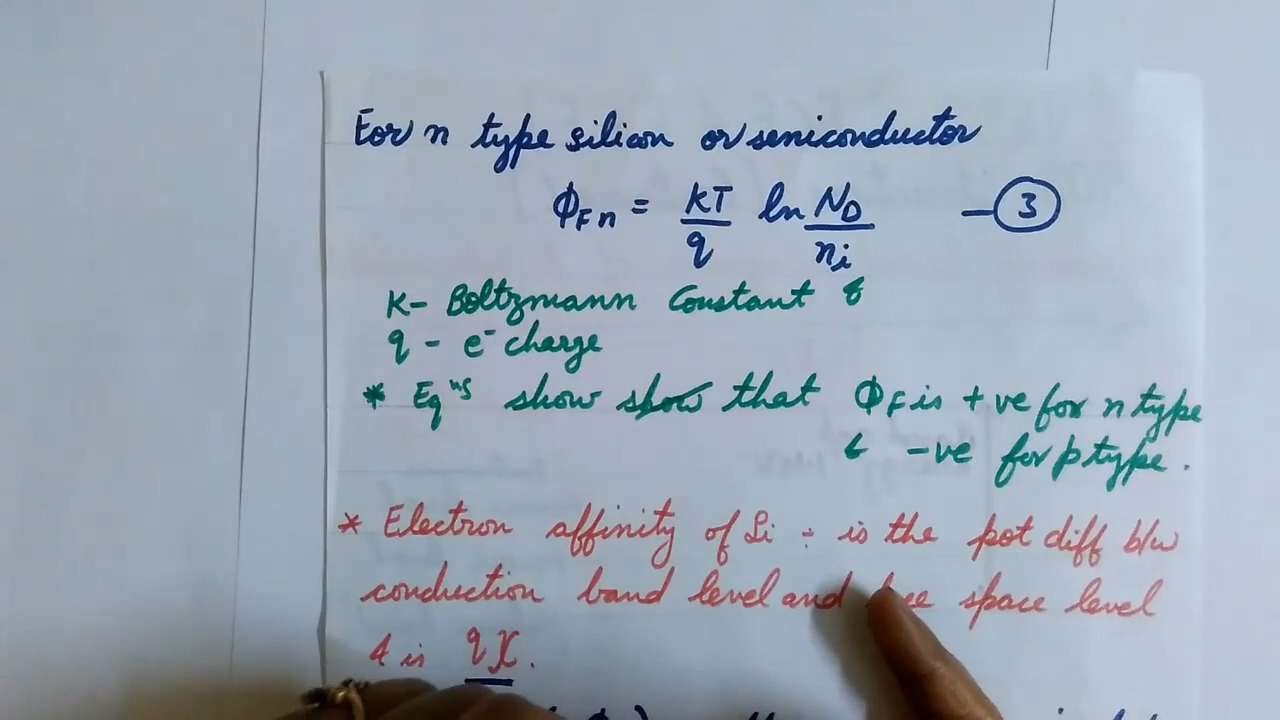 For n type silicon or semiconductor
ΦFn = kT/q ln ND/ni — 3
K- Boltzmann Constant &
q - e- charge
* Eqns show show that ΦF is +ve for n type
& -ve for p type.
* Electron affinity of Si :- is the pot diff b/w
conduction band level and space level
& is qχ.